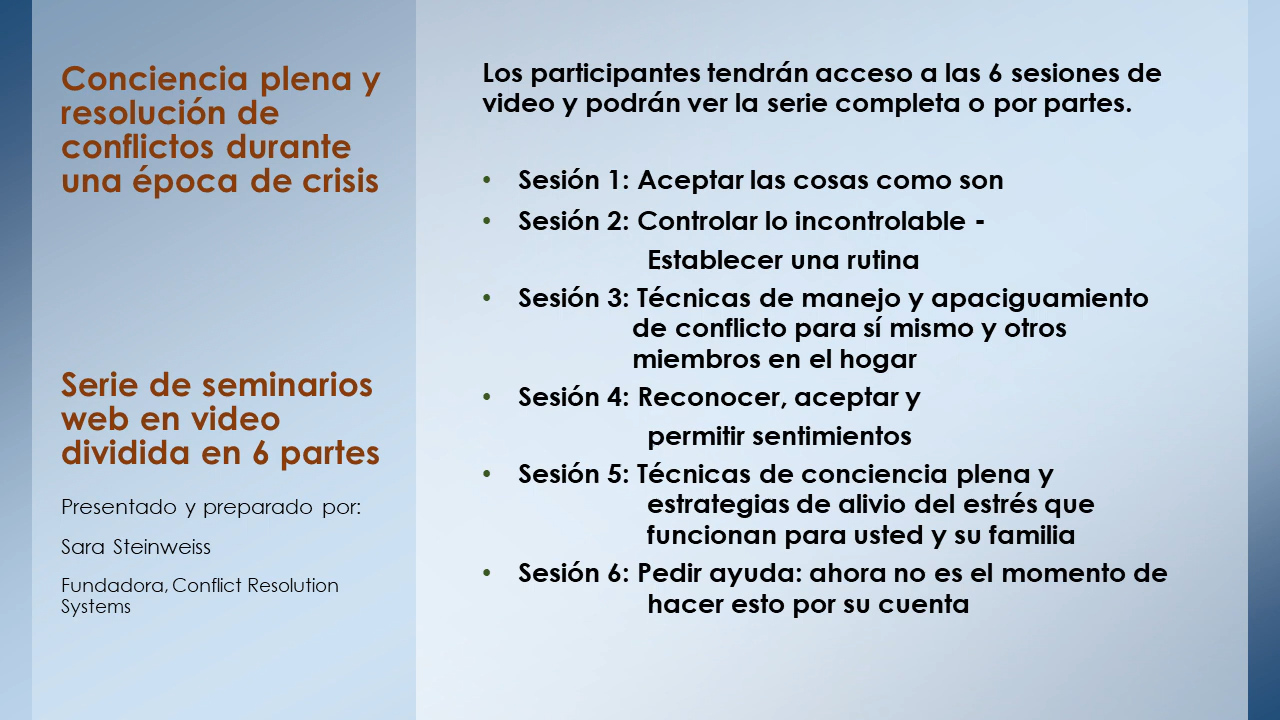 Conciencia plena y
resolución de
conflictos durante
una época de crisis
Serie de seminarios
web en video
dividida en 6 partes
Presentado y preparado por:
Sara Steinweiss
Fundadora, Conflict Resolution
Systems
Los participantes tendrán acceso a las 6 sesiones de
video y podrán ver la serie completa o por partes.
• Sesión 1: Aceptar las cosas como son
• Sesión 2: Controlar lo incontrolable -
Establecer una rutina
• Sesión 3: Técnicas de manejo y apaciguamiento
de conflicto para sí mismo y otros
miembros en el hogar
• Sesión 4: Reconocer, aceptar y
permitir sentimientos
• Sesión 5: Técnicas de conciencia plena y
estrategias de alivio del estrés que
funcionan para usted y su familia
• Sesión 6: Pedir ayuda: ahora no es el momento de
hacer esto por su cuenta